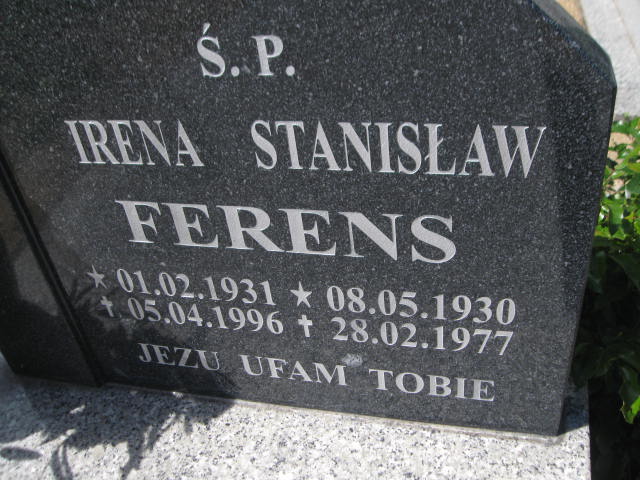 Ś. P.
IRENA STANISŁAW
FERENS
★ 01.02.1931 ★ 08.05.1930
✝ 05.04.1996 ✝ 28.02.1977
JEZU UFAM TOBIE